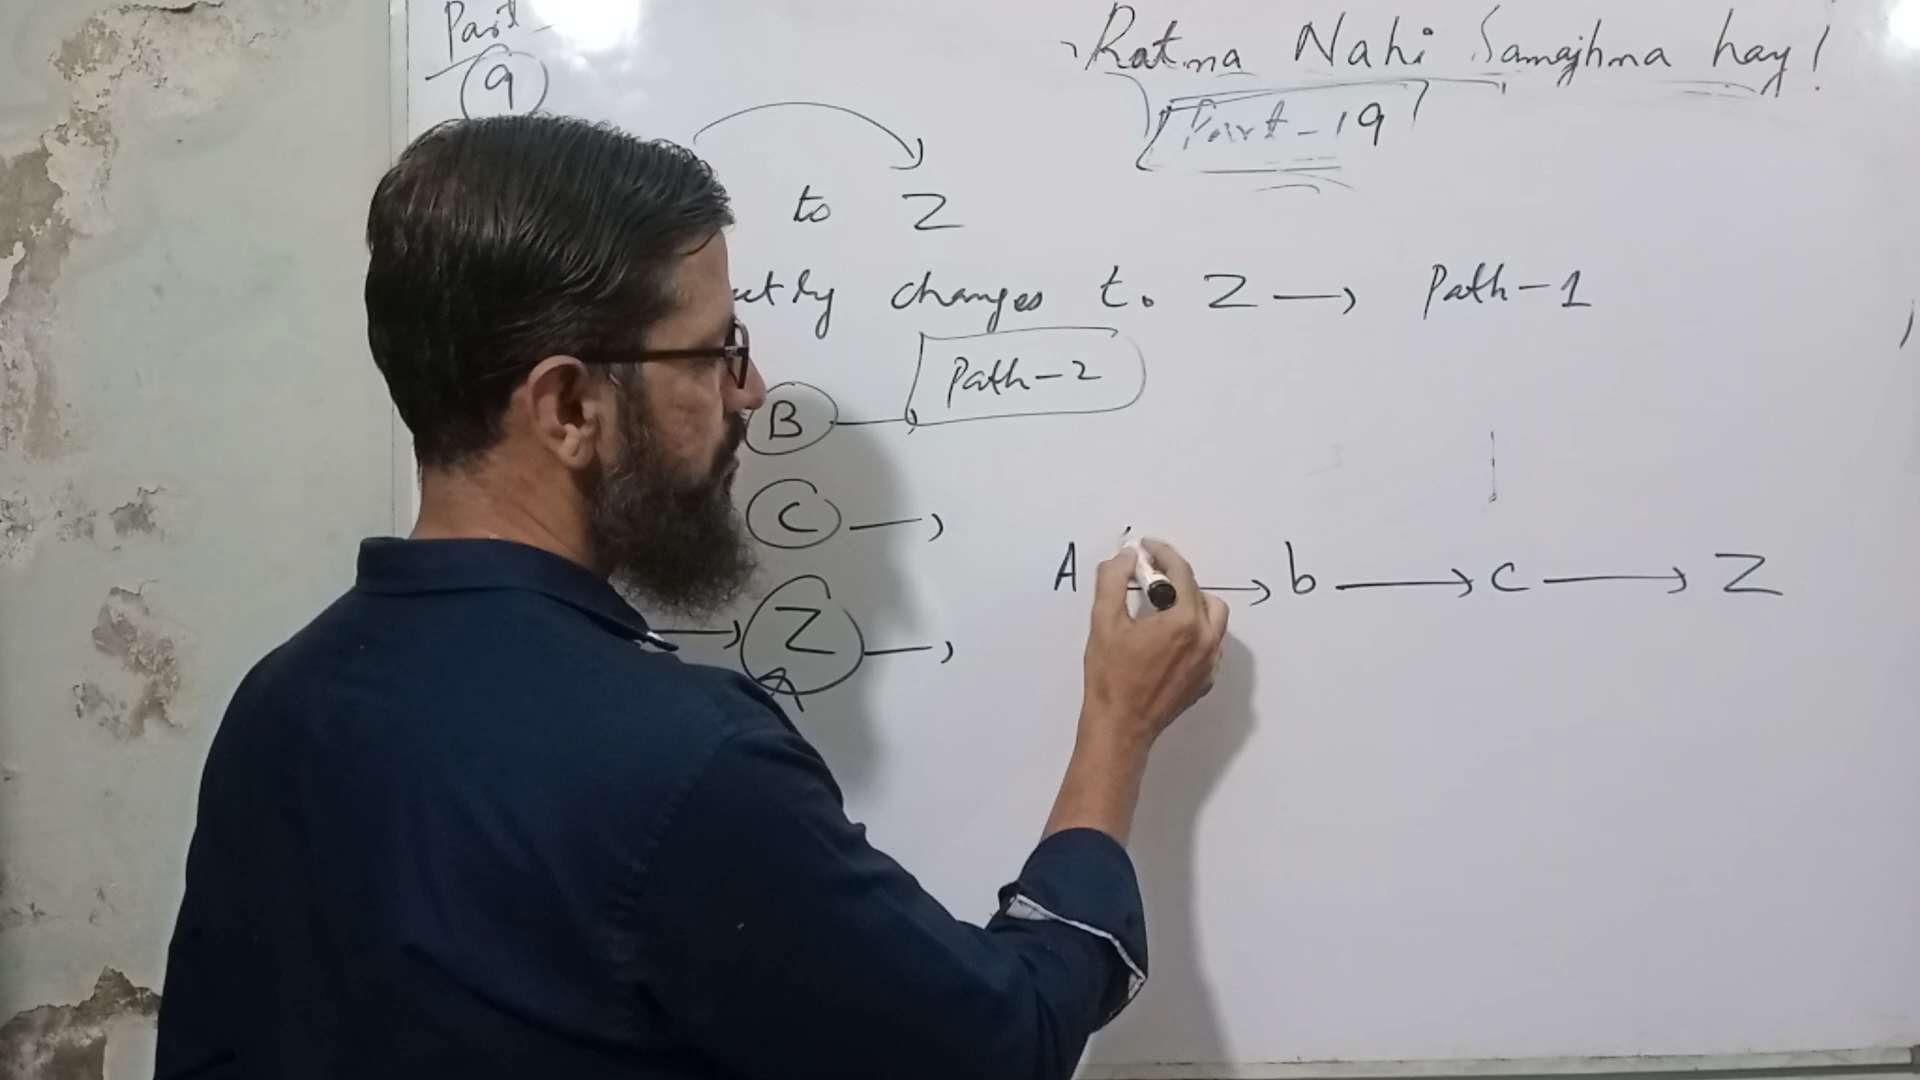 Part-
9
Ratna Nahi Samajhna hay!
Part-19
to Z
changes to Z → Path-1
Path-2
B →
C →
→ Z →
A → b → c → Z